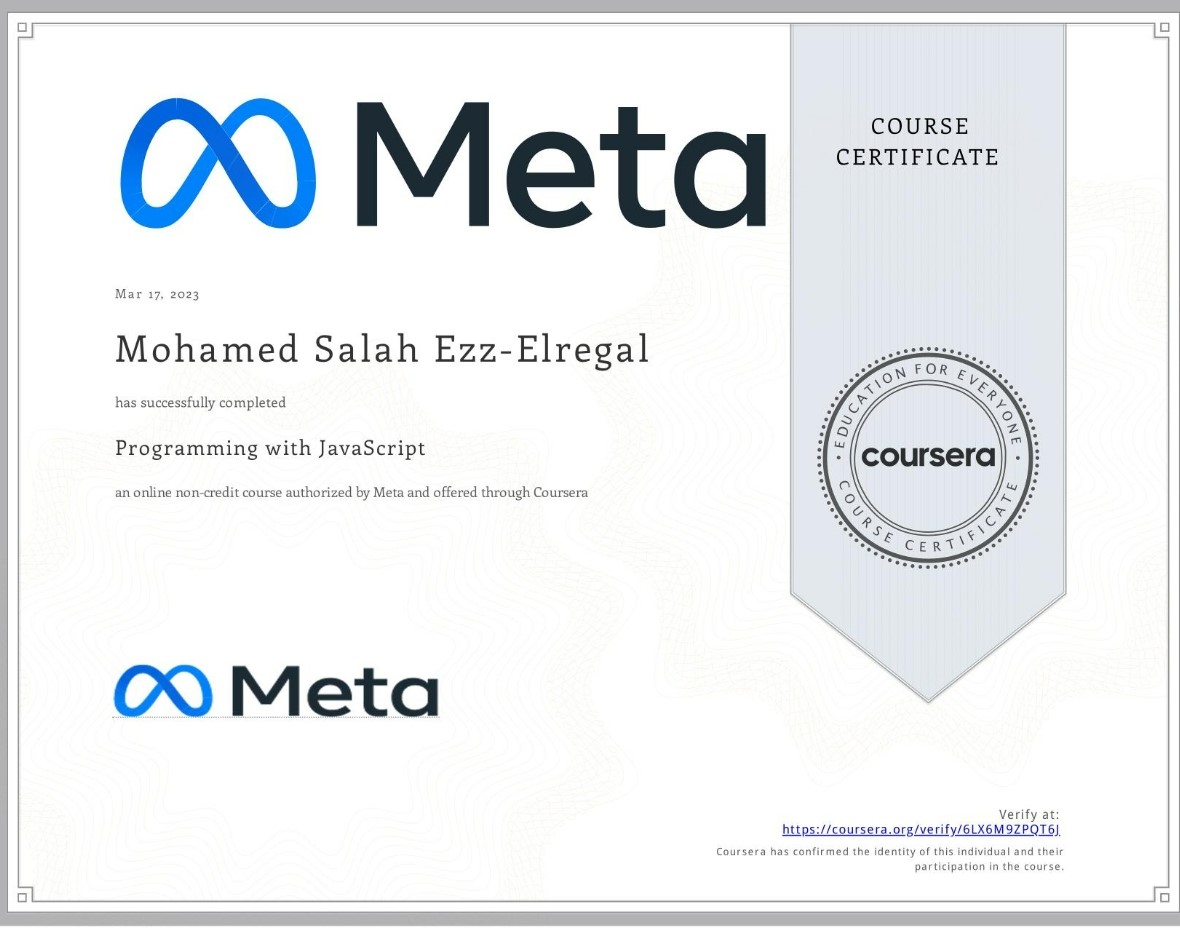 Meta
COURSE
CERTIFICATE
Mar 17, 2023
Mohamed Salah Ezz-Elregal
has successfully completed
Programming with JavaScript
an online non-credit course authorized by Meta and offered through Coursera
EDUCATION FOR EVERYONE
coursera
COURSE CERTIFICATE
Meta
Verify at:
https://coursera.org/verify/6LX6M9ZPQT6J
Coursera has confirmed the identity of this individual and their
participation in the course.